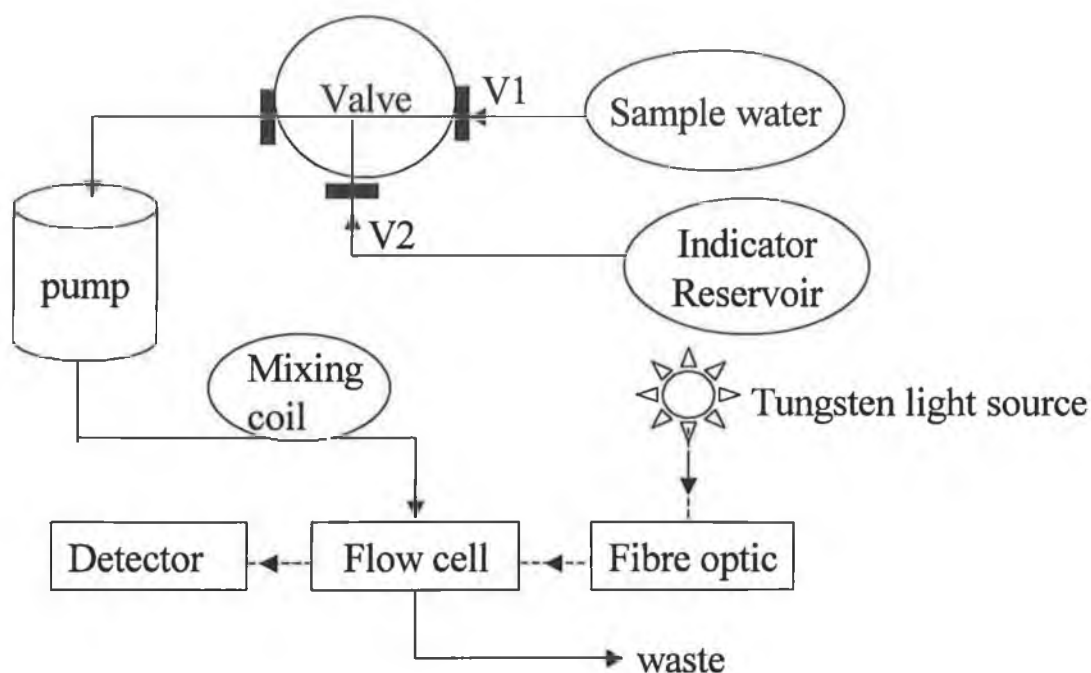 Valve
V1
Sample water
V2
Indicator
Reservoir
pump
Mixing
coil
Tungsten light source
Detector
Flow cell
Fibre optic
waste